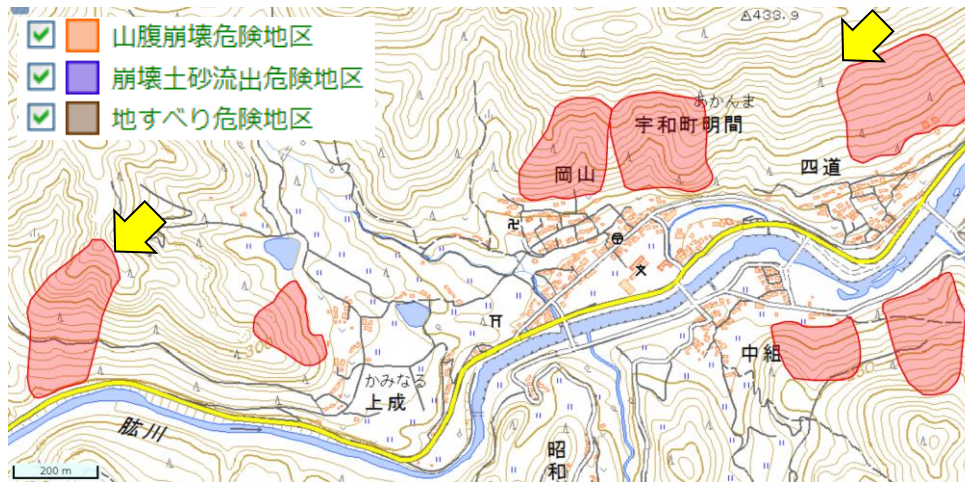 山腹崩壊危険地区
崩壊土砂流出危険地区
地すべり危険地区
433.9
あかんま
宇和町明間
岡山
四道
300
中組
かみなる
上成
肱川
昭和
200 m